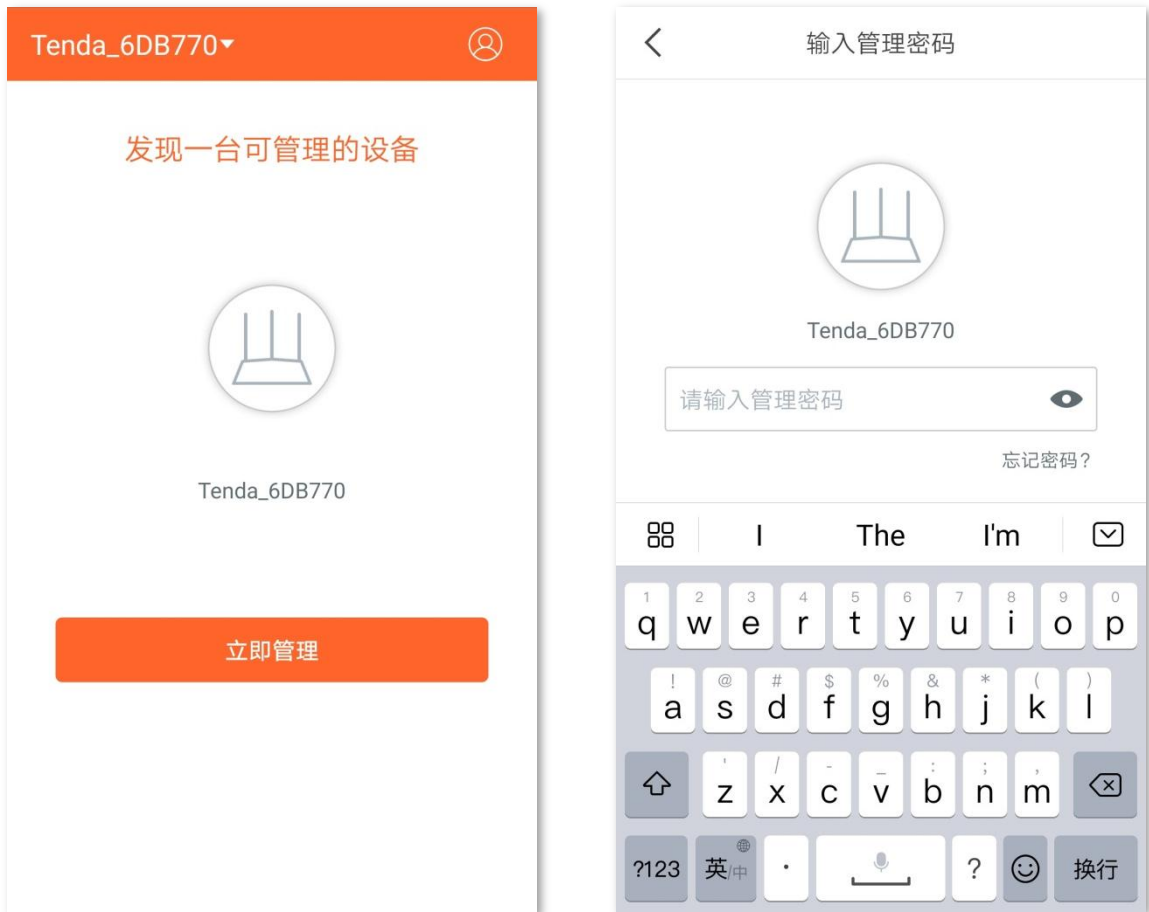 Tenda_6DB770
发现一台可管理的设备
Tenda_6DB770
立即管理
输入管理密码
Tenda_6DB770
请输入管理密码
忘记密码?
I The I'm
1 2 3 4 5 6 7 8 9 0
q w e r t y u i o p
! @ # $ % & * ( )
a s d f g h j k l
' / - _ : ; ,
z x c v b n m
?123 英/中 · ? 换行